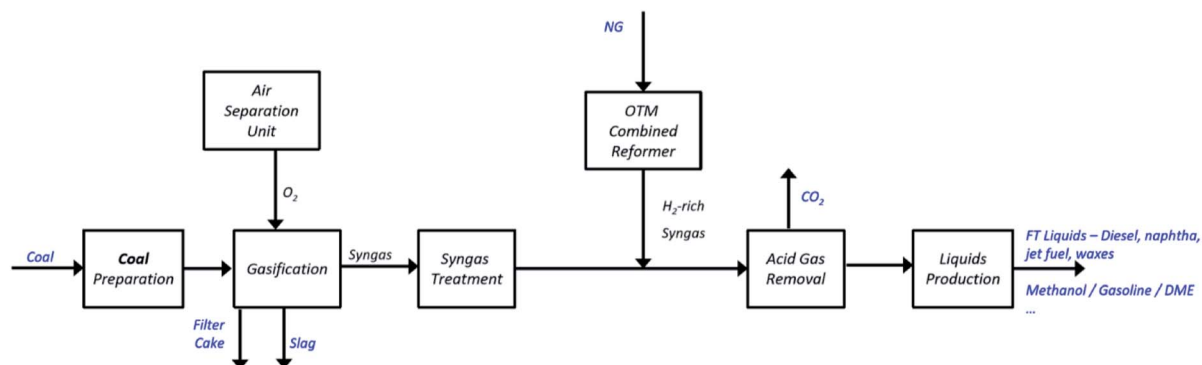 NG
Air
Separation
Unit
OTM
Combined
Reformer
O₂
H₂-rich
Syngas
CO₂
Coal
Coal
Preparation
Gasification
Syngas
Syngas
Treatment
Acid Gas
Removal
Liquids
Production
FT Liquids – Diesel, naphtha,
jet fuel, waxes
Methanol / Gasoline / DME
...
Filter
Cake
Slag